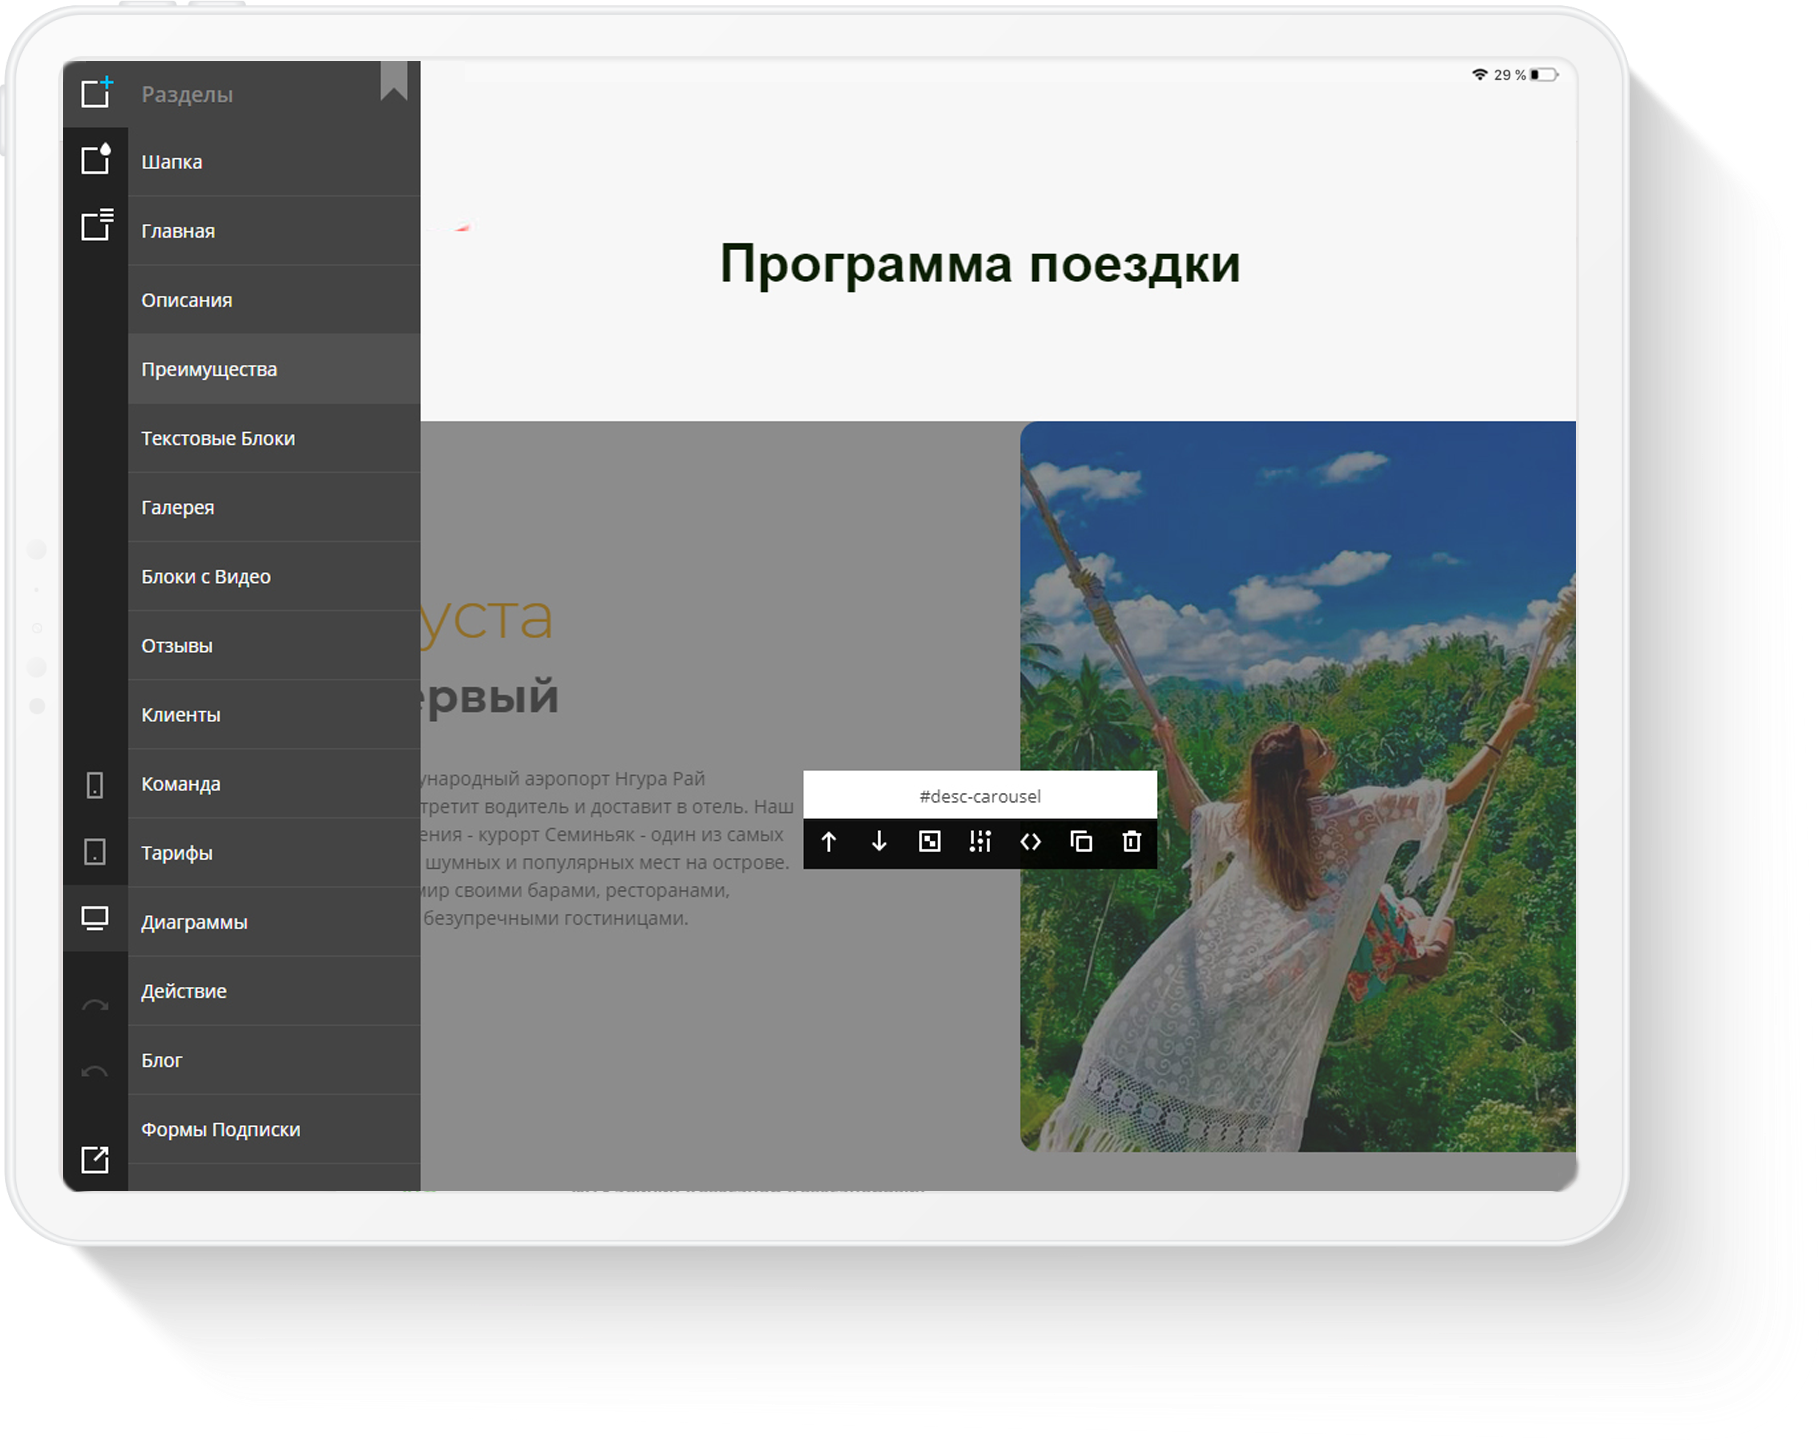 29 %
Разделы
Шапка
Главная
Описания
Преимущества
Текстовые Блоки
Галерея
Блоки с Видео
Отзывы
Клиенты
Команда
Тарифы
Диаграммы
Действие
Блог
Формы Подписки
Программа поездки
уста
ервый
ународный аэропорт Нгура Рай
третит водитель и доставит в отель. Наш
ения - курорт Семиньяк - один из самых
шумных и популярных мест на острове.
мир своими барами, ресторанами,
безупречными гостиницами.
#desc-carousel